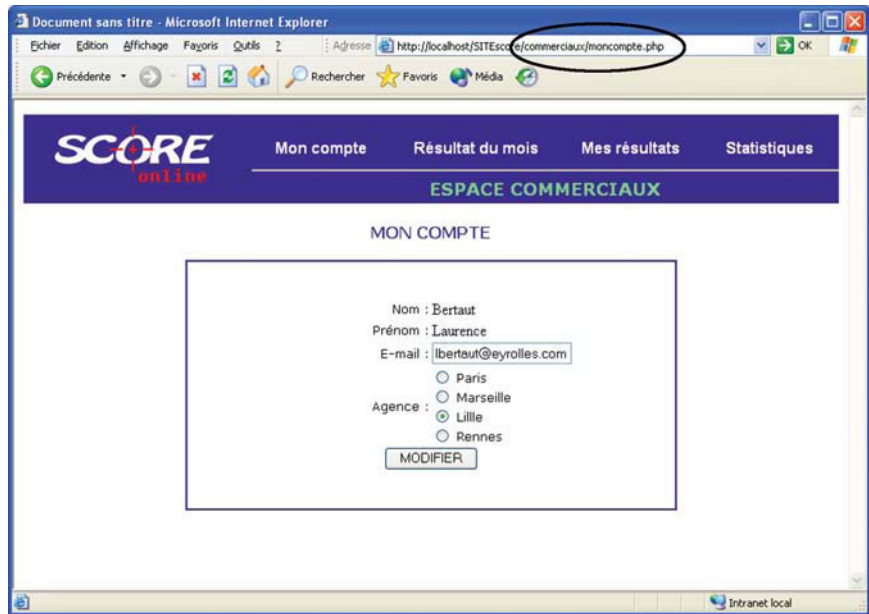 Document sans titre - Microsoft Internet Explorer
Fichier Edition Affichage Favoris Outils ? Adresse http://localhost/SITEscore/commerciaux/moncompte.php OK
Précédente Rechercher Favoris Média
SCORE online
Mon compte Résultat du mois Mes résultats Statistiques
ESPACE COMMERCIAUX
MON COMPTE
Nom : Bertaut
Prénom : Laurence
E-mail : lbertaut@eyrolles.com
Paris
Marseille
Agence :
Lillle
Rennes
MODIFIER
Intranet local